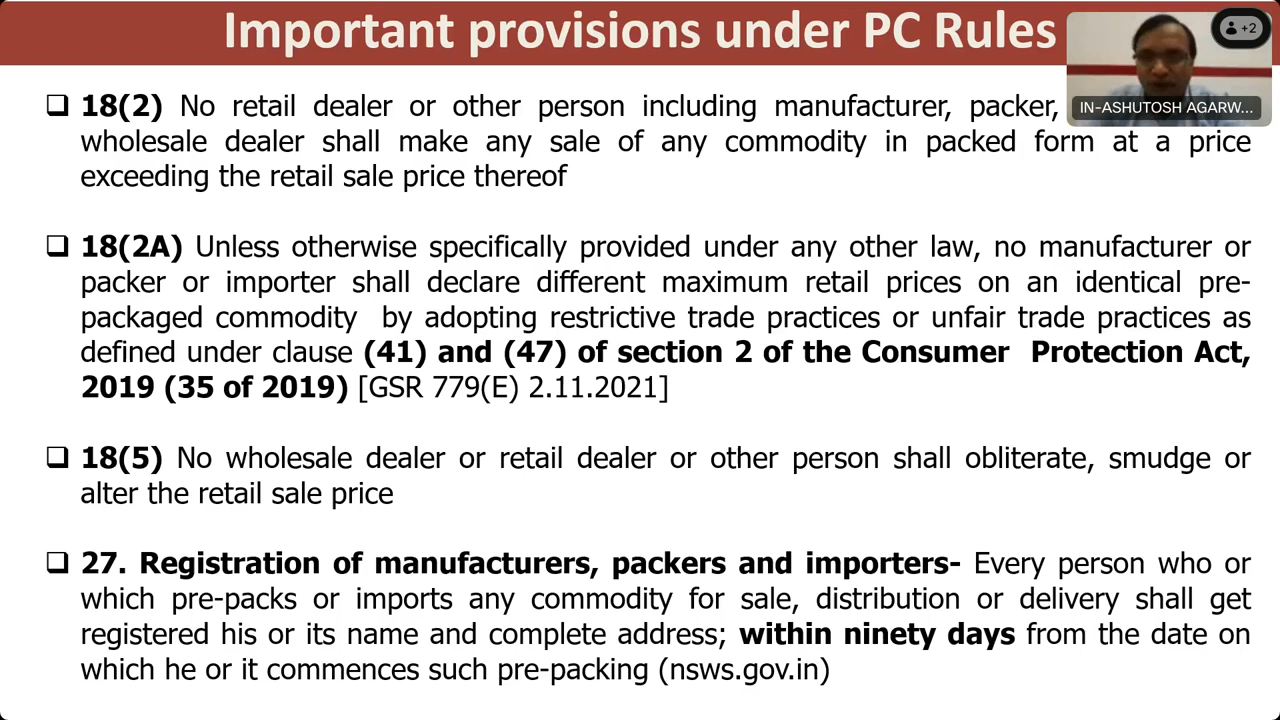 Important provisions under PC Rules
+2
IN-ASHUTOSH AGARW...
❑ 18(2) No retail dealer or other person including manufacturer, packer,
wholesale dealer shall make any sale of any commodity in packed form at a price
exceeding the retail sale price thereof
❑ 18(2A) Unless otherwise specifically provided under any other law, no manufacturer or
packer or importer shall declare different maximum retail prices on an identical pre-
packaged commodity by adopting restrictive trade practices or unfair trade practices as
defined under clause (41) and (47) of section 2 of the Consumer Protection Act,
2019 (35 of 2019) [GSR 779(E) 2.11.2021]
❑ 18(5) No wholesale dealer or retail dealer or other person shall obliterate, smudge or
alter the retail sale price
❑ 27. Registration of manufacturers, packers and importers- Every person who or
which pre-packs or imports any commodity for sale, distribution or delivery shall get
registered his or its name and complete address; within ninety days from the date on
which he or it commences such pre-packing (nsws.gov.in)